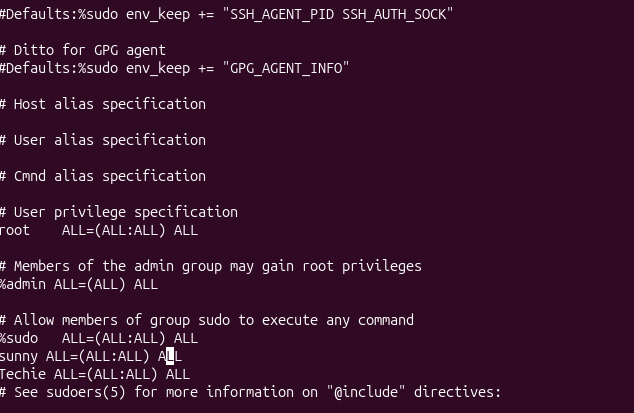 #Defaults:%sudo env_keep += "SSH_AGENT_PID SSH_AUTH_SOCK"
# Ditto for GPG agent
#Defaults:%sudo env_keep += "GPG_AGENT_INFO"
# Host alias specification
# User alias specification
# Cmnd alias specification
# User privilege specification
root    ALL=(ALL:ALL) ALL
# Members of the admin group may gain root privileges
%admin ALL=(ALL) ALL
# Allow members of group sudo to execute any command
%sudo   ALL=(ALL:ALL) ALL
sunny ALL=(ALL:ALL) ALL
Techie ALL=(ALL:ALL) ALL
# See sudoers(5) for more information on "@include" directives: